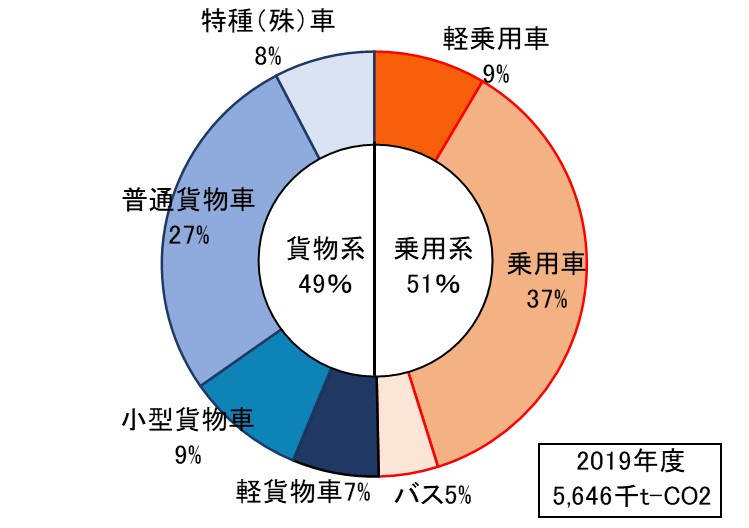 特種（殊）車
8%
軽乗用車
9%
普通貨物車
27%
貨物系
49%
乗用系
51%
乗用車
37%
小型貨物車
9%
軽貨物車7%
バス5%
2019年度
5,646千t-CO2